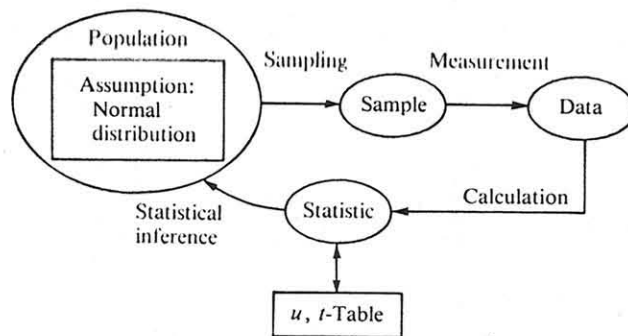 Population
Assumption:
Normal
distribution
Sampling
Sample
Measurement
Data
Calculation
Statistic
Statistical
inference
u, t-Table